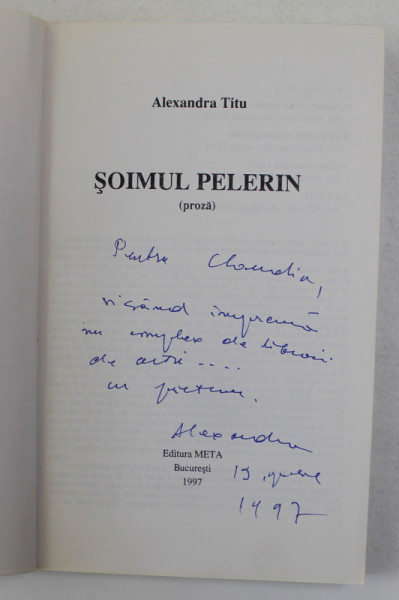 Alexandra Titu
ŞOIMUL PELERIN
(proză)
Pentru Claudia,
visând împreună
un complex de librării
de artă ....
cu prietenie.
Alexandra
Editura META
Bucureşti
1997
19
1997